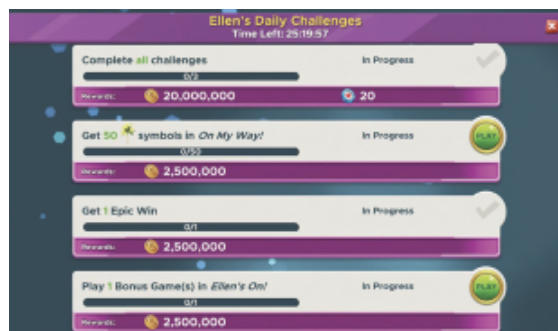 Ellen's Daily Challenges
Time Left: 25:19:57
Complete all challenges In Progress
0/3
Rewards: 20,000,000 20
Get 50 symbols in On My Way! In Progress PLAY
0/50
Rewards: 2,500,000
Get 1 Epic Win In Progress
0/1
Rewards: 2,500,000
Play 1 Bonus Game(s) in Ellen's On! In Progress PLAY
0/1
Rewards: 2,500,000